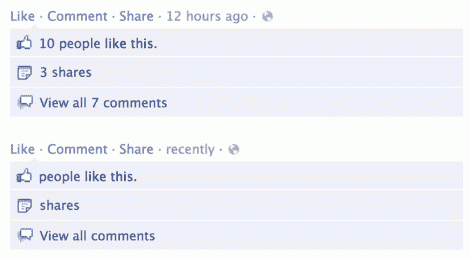 Like · Comment · Share · 12 hours ago ·
10 people like this.
3 shares
View all 7 comments
Like · Comment · Share · recently ·
people like this.
shares
View all comments